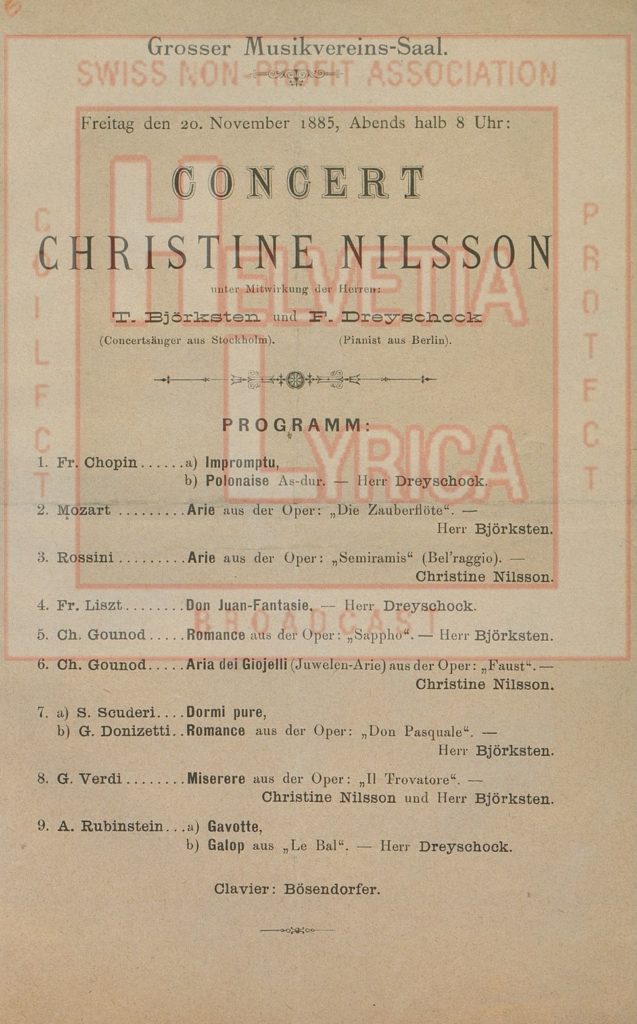 Grosser Musikvereins-Saal.
SWISS NON-PROFIT ASSOCIATION
Freitag den 20. November 1885, Abends halb 8 Uhr:
CONCERT
CHRISTINE NILSSON
unter Mitwirkung der Herren:
T. Björksten und F. Dreyschock
(Concertsänger aus Stockholm). (Pianist aus Berlin).
HELVETIA
LYRICA
PROGRAMM:
1. Fr. Chopin......a) Impromptu,
b) Polonaise As-dur. — Herr Dreyschock.
2. Mozart .........Arie aus der Oper: „Die Zauberflöte“. —
Herr Björksten.
3. Rossini.........Arie aus der Oper: „Semiramis“ (Bel'raggio). —
Christine Nilsson.
4. Fr. Liszt........Don Juan-Fantasie. — Herr Dreyschock.
BROADCAST
5. Ch. Gounod.....Romance aus der Oper: „Sappho“. — Herr Björksten.
6. Ch. Gounod.....Aria dei Giojelli (Juwelen-Arie) aus der Oper: „Faust“. —
Christine Nilsson.
7. a) S. Scuderi....Dormi pure,
b) G. Donizetti..Romance aus der Oper: „Don Pasquale“. —
Herr Björksten.
8. G. Verdi........Miserere aus der Oper: „Il Trovatore“. —
Christine Nilsson und Herr Björksten.
9. A. Rubinstein...a) Gavotte,
b) Galop aus „Le Bal“. — Herr Dreyschock.
Clavier: Bösendorfer.